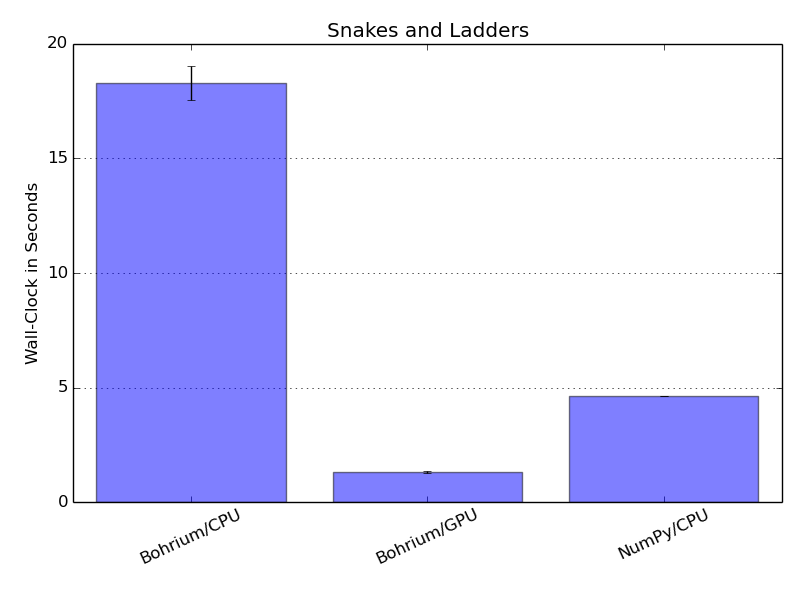 Snakes and Ladders
20
15
10
5
0
Wall-Clock in Seconds
Bohrium/CPU
Bohrium/GPU
NumPy/CPU